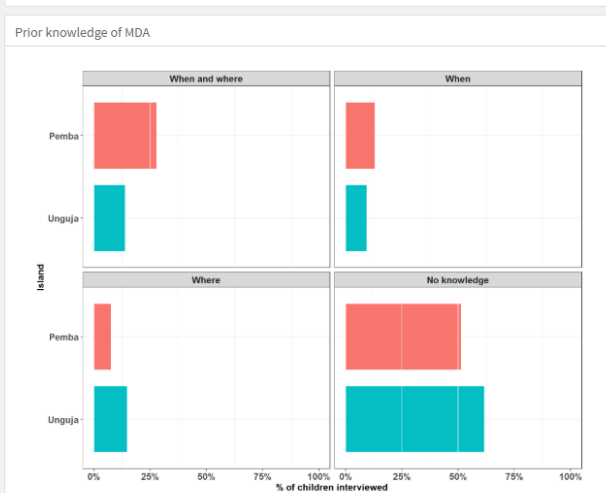 Prior knowledge of MDA
When and where
When
Pemba
Unguja
Where
No knowledge
Pemba
Unguja
Island
0% 25% 50% 75% 100% 0% 25% 50% 75% 100%
% of children interviewed